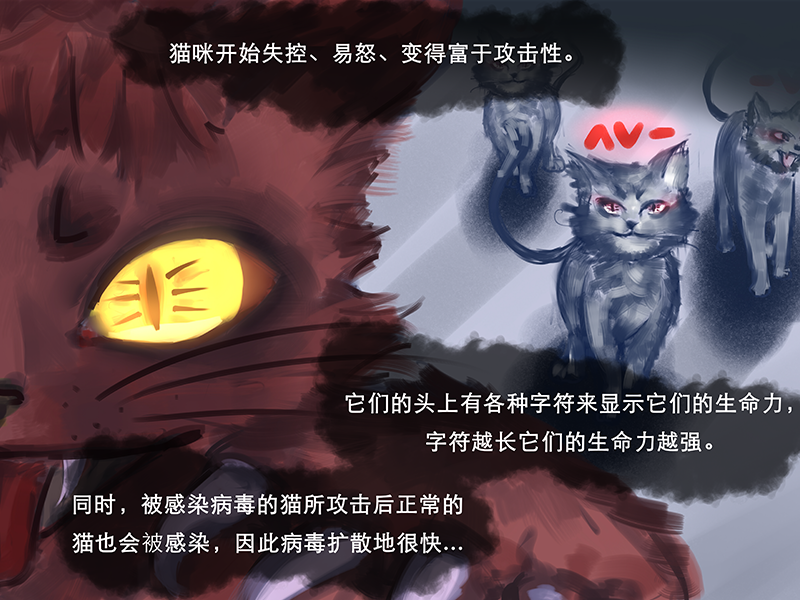 猫咪开始失控、易怒、变得富于攻击性。
ΛV−
它们的头上有各种字符来显示它们的生命力，
字符越长它们的生命力越强。
同时，被感染病毒的猫所攻击后正常的
猫也会被感染，因此病毒扩散地很快...